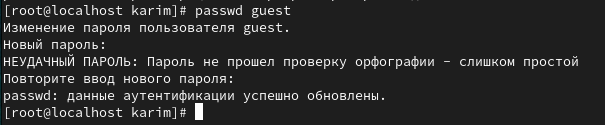 [root@localhost karim]# passwd guest
Изменение пароля пользователя guest.
Новый пароль:
НЕУДАЧНЫЙ ПАРОЛЬ: Пароль не прошел проверку орфографии - слишком простой
Повторите ввод нового пароля:
passwd: данные аутентификации успешно обновлены.
[root@localhost karim]#